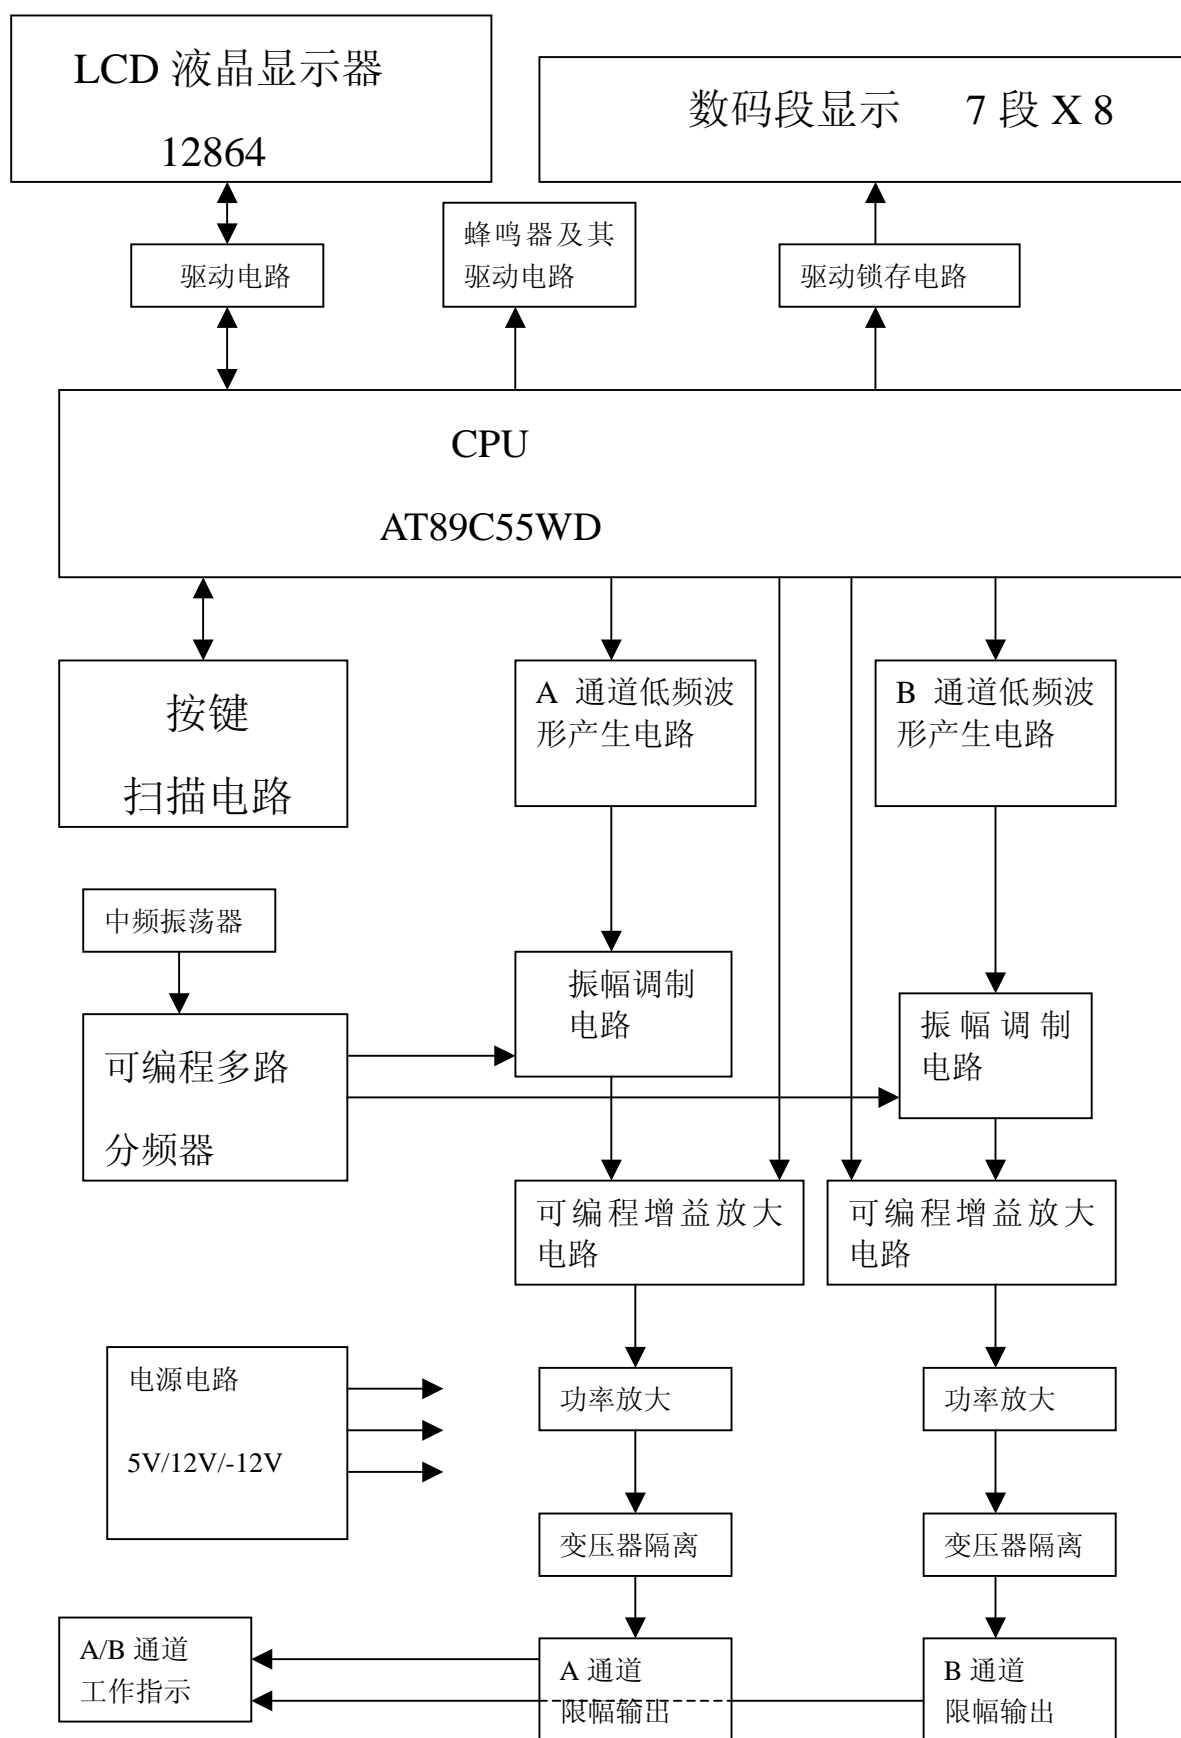 LCD 液晶显示器
12864
数码段显示 7 段 X 8
驱动电路
蜂鸣器及其
驱动电路
驱动锁存电路
CPU
AT89C55WD
按键
扫描电路
A 通道低频波
形产生电路
B 通道低频波
形产生电路
中频振荡器
可编程多路
分频器
振幅调制
电路
振幅调制
电路
可编程增益放大
电路
可编程增益放大
电路
电源电路
5V/12V/-12V
功率放大
功率放大
变压器隔离
变压器隔离
A/B 通道
工作指示
A 通道
限幅输出
B 通道
限幅输出